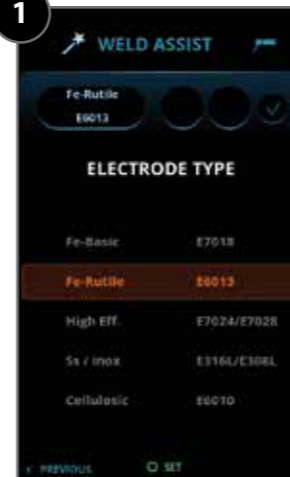 1
WELD ASSIST
Fe-Rutile
E6013
ELECTRODE TYPE
Fe-Basic E7018
Fe-Rutile E6013
High Eff. E7024/E7028
Ss / Inox E316L/E308L
Cellulosic E6010
‹ PREVIOUS SET